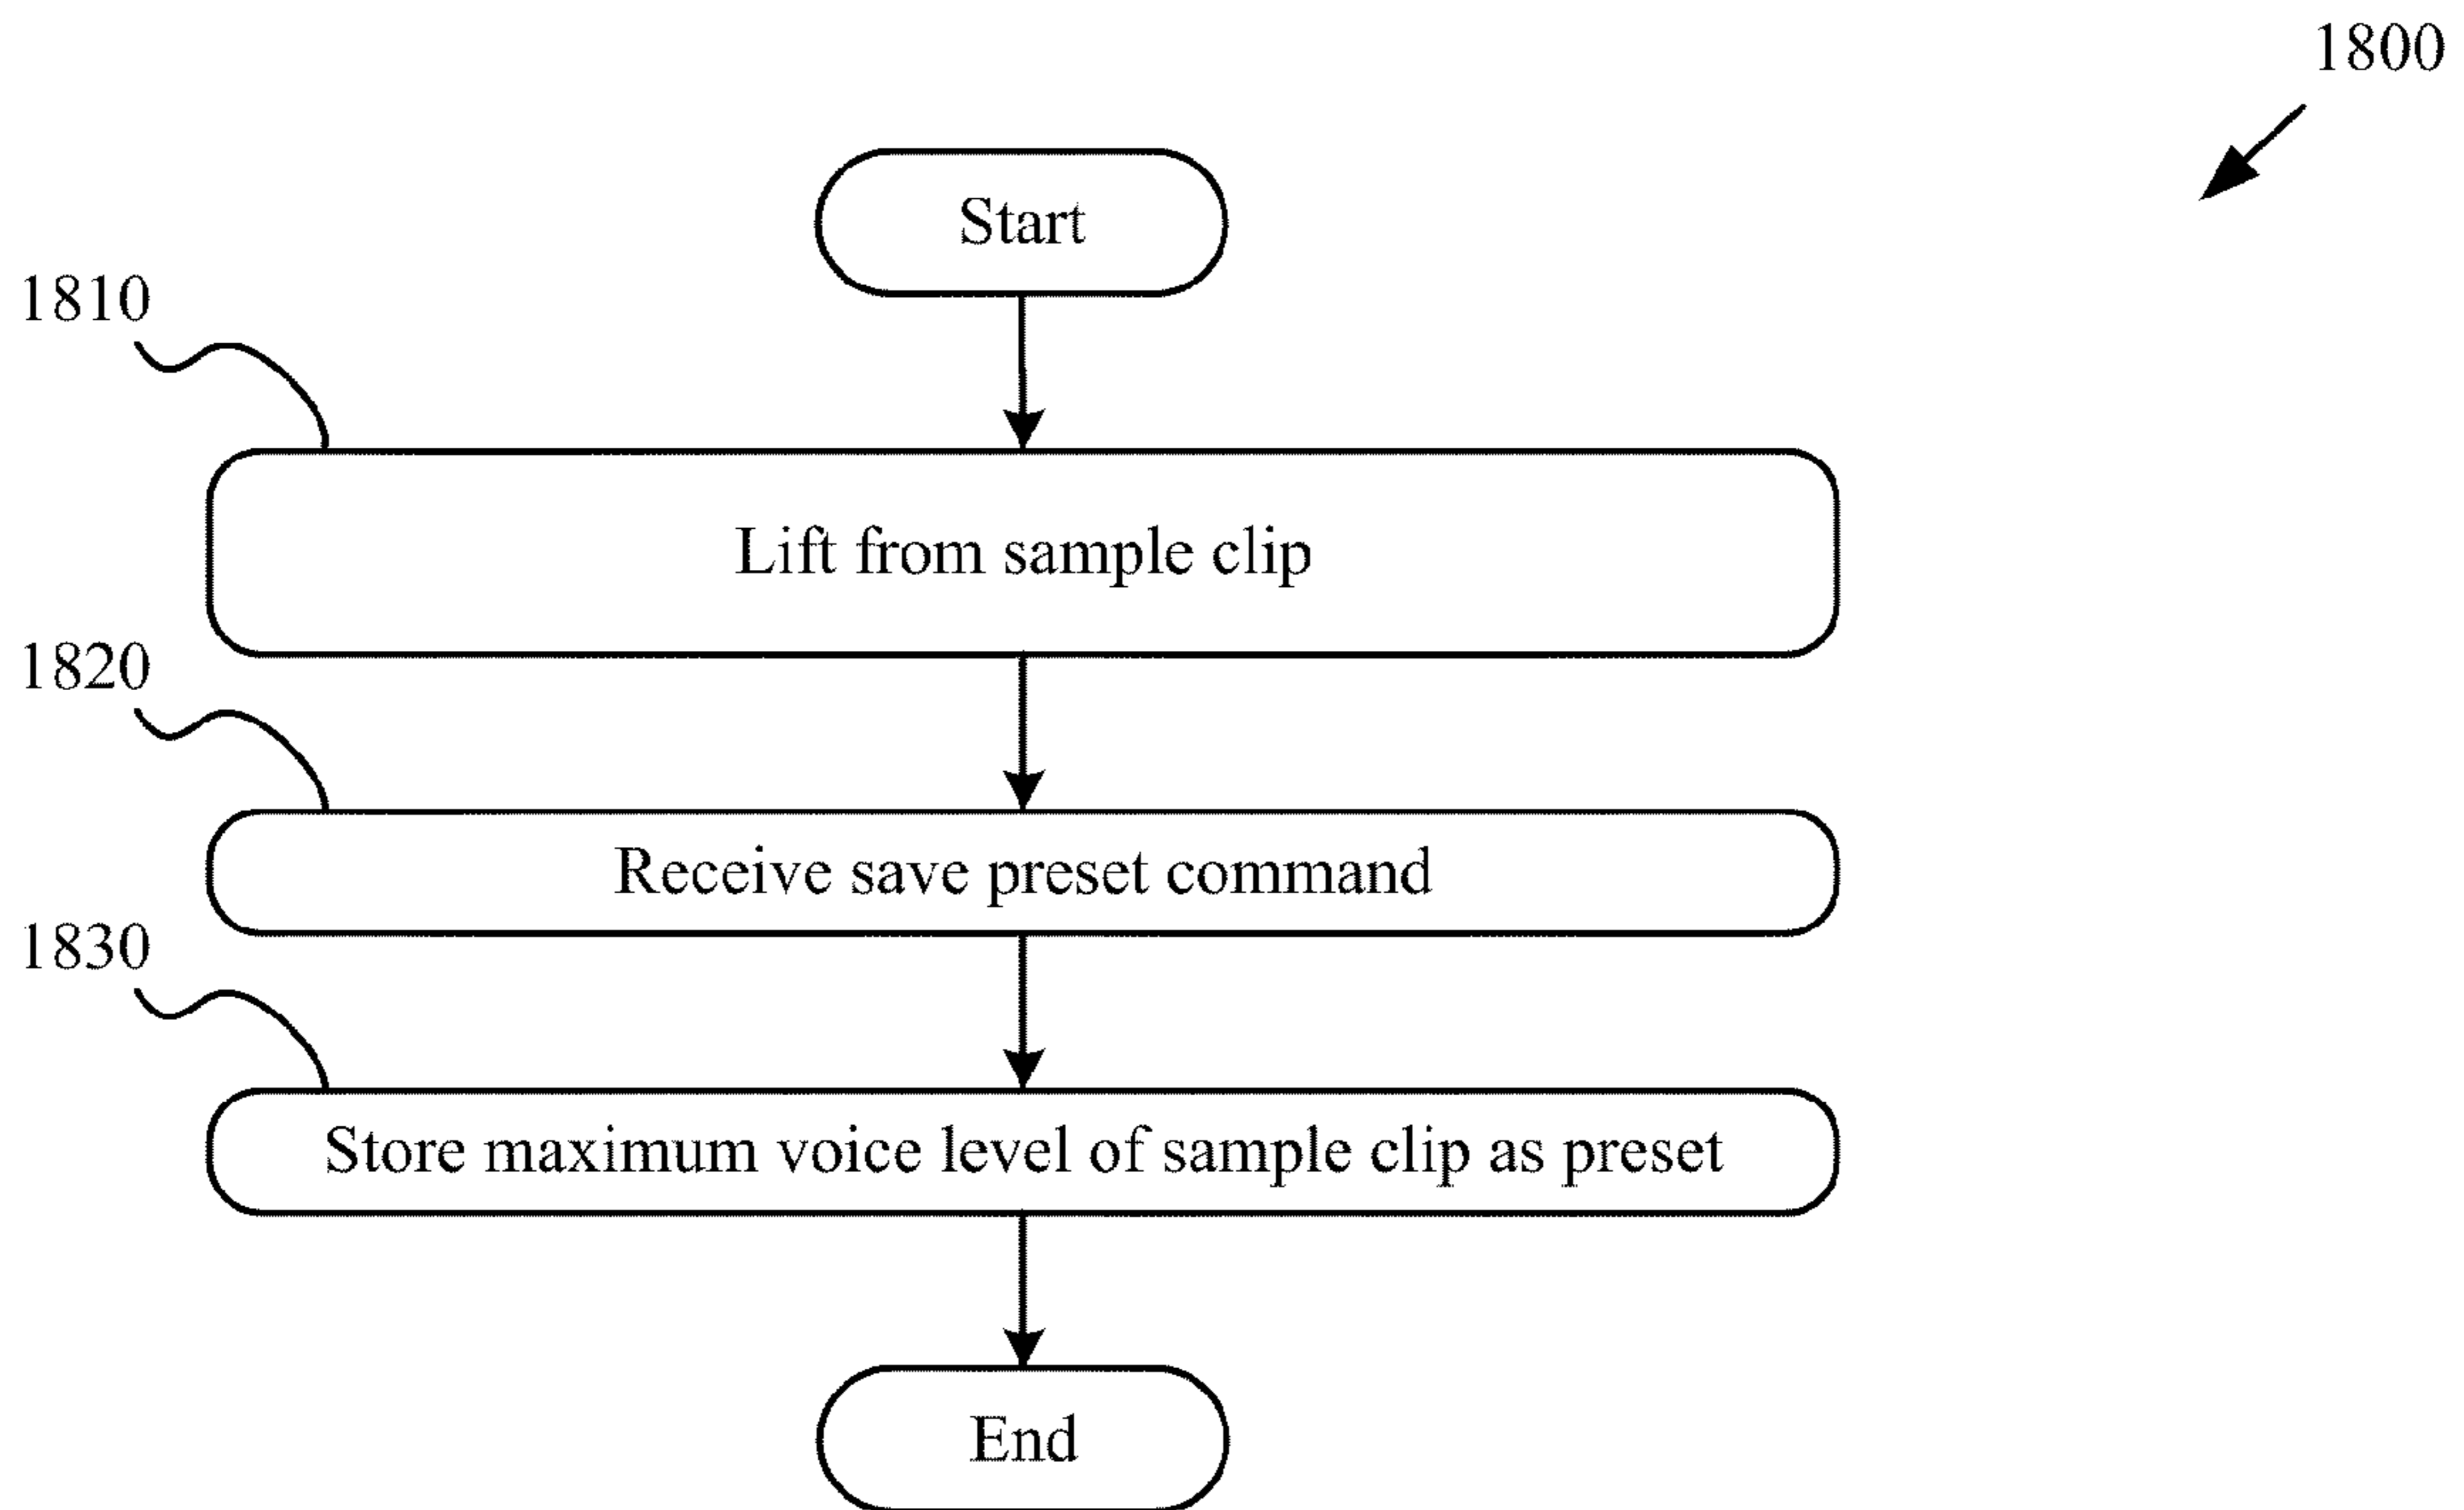 1800
Start
1810
Lift from sample clip
1820
Receive save preset command
1830
Store maximum voice level of sample clip as preset
End